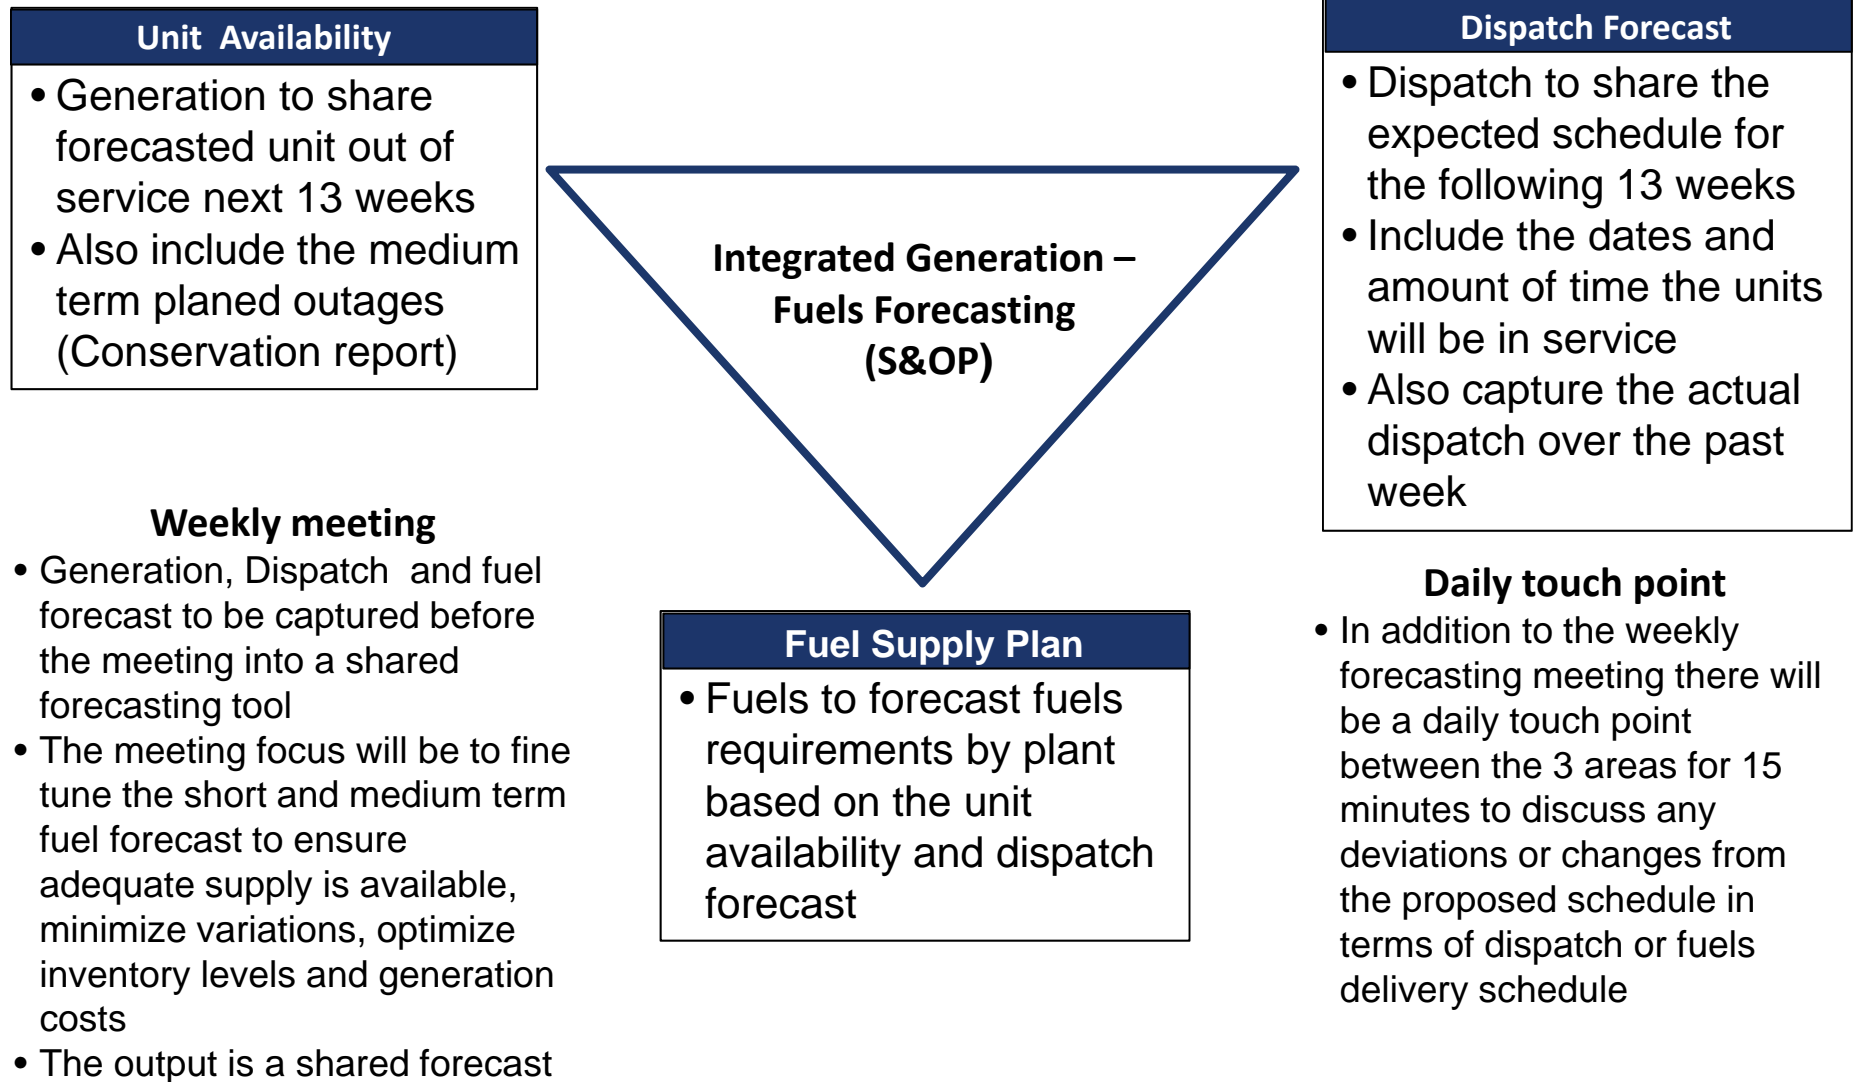 Unit  Availability
• Generation to share
forecasted unit out of
service next 13 weeks
• Also include the medium
term planed outages
(Conservation report)
Integrated Generation –
Fuels Forecasting
(S&OP)
Dispatch Forecast
• Dispatch to share the
expected schedule for
the following 13 weeks
• Include the dates and
amount of time the units
will be in service
• Also capture the actual
dispatch over the past
week
Weekly meeting
• Generation, Dispatch  and fuel
forecast to be captured before
the meeting into a shared
forecasting tool
• The meeting focus will be to fine
tune the short and medium term
fuel forecast to ensure
adequate supply is available,
minimize variations, optimize
inventory levels and generation
costs
• The output is a shared forecast
Fuel Supply Plan
• Fuels to forecast fuels
requirements by plant
based on the unit
availability and dispatch
forecast
Daily touch point
• In addition to the weekly
forecasting meeting there will
be a daily touch point
between the 3 areas for 15
minutes to discuss any
deviations or changes from
the proposed schedule in
terms of dispatch or fuels
delivery schedule